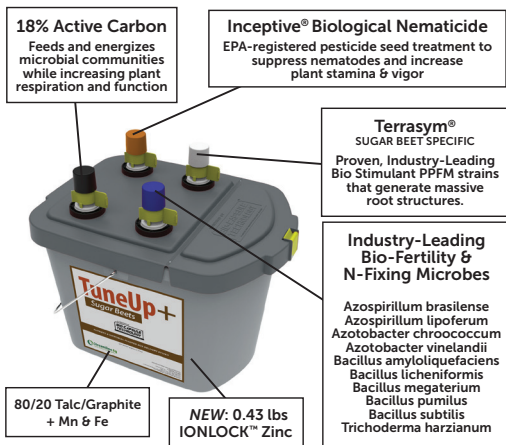 18% Active Carbon
Feeds and energizes
microbial communities
while increasing plant
respiration and function
Inceptive® Biological Nematicide
EPA-registered pesticide seed treatment to
suppress nematodes and increase
plant stamina & vigor
Terrasym®
SUGAR BEET SPECIFIC
Proven, Industry-Leading
Bio Stimulant PPFM strains
that generate massive
root structures.
Industry-Leading
Bio-Fertility &
N-Fixing Microbes
Azospirillum brasilense
Azospirillum lipoferum
Azotobacter chroococcum
Azotobacter vinelandii
Bacillus amyloliquefaciens
Bacillus licheniformis
Bacillus megaterium
Bacillus pumilus
Bacillus subtilis
Trichoderma harzianum
TuneUp+
Sugar Beets
80/20 Talc/Graphite
+ Mn & Fe
NEW: 0.43 lbs
IONLOCK™ Zinc